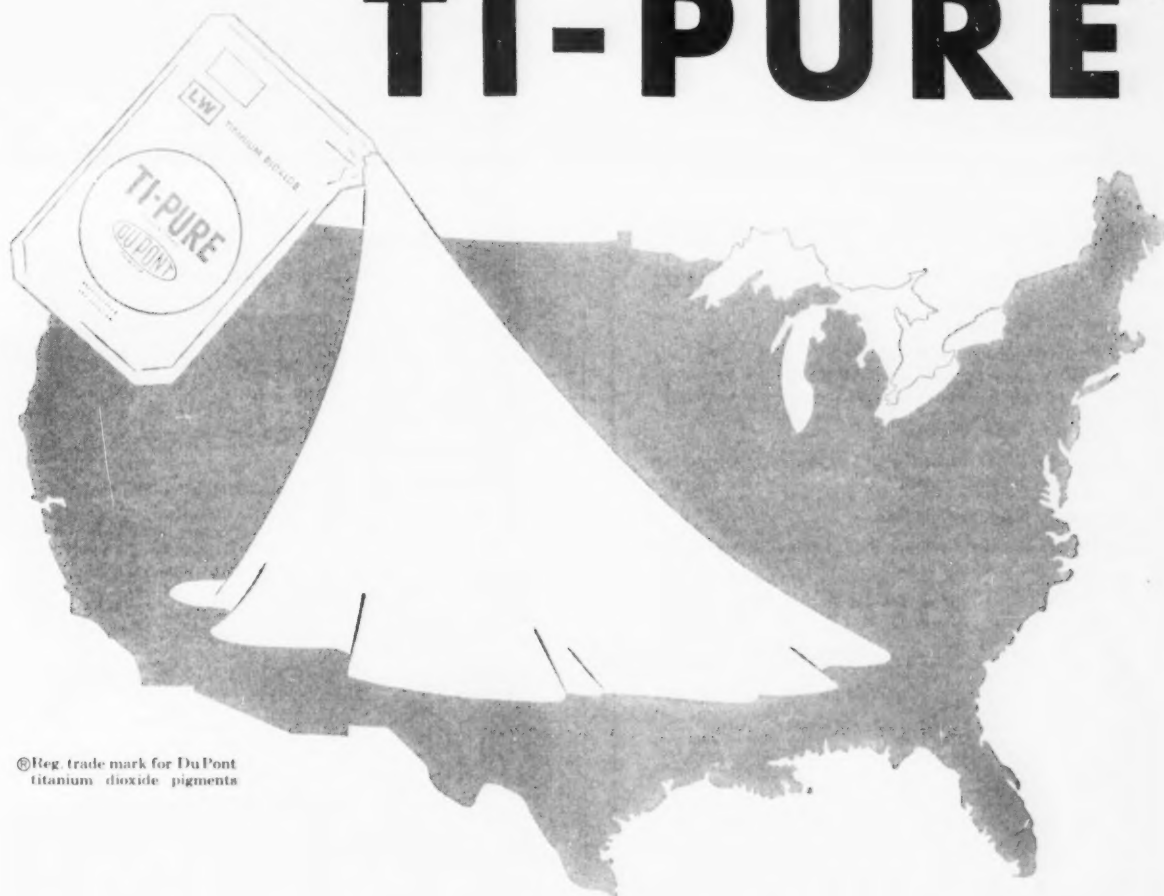 TI-PURE
LW
TITANIUM DIOXIDE
TI-PURE
DU PONT
®Reg. trade mark for Du Pont
titanium dioxide pigments